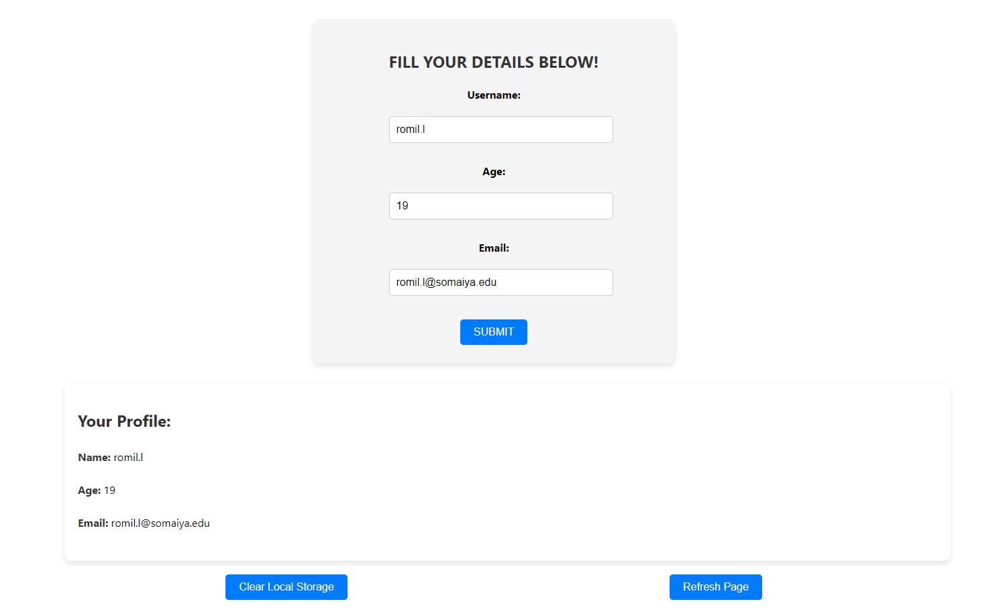 FILL YOUR DETAILS BELOW!
Username:
romil.l
Age:
19
Email:
romil.l@somaiya.edu
SUBMIT
Your Profile:
Name: romil.l
Age: 19
Email: romil.l@somaiya.edu
Clear Local Storage
Refresh Page